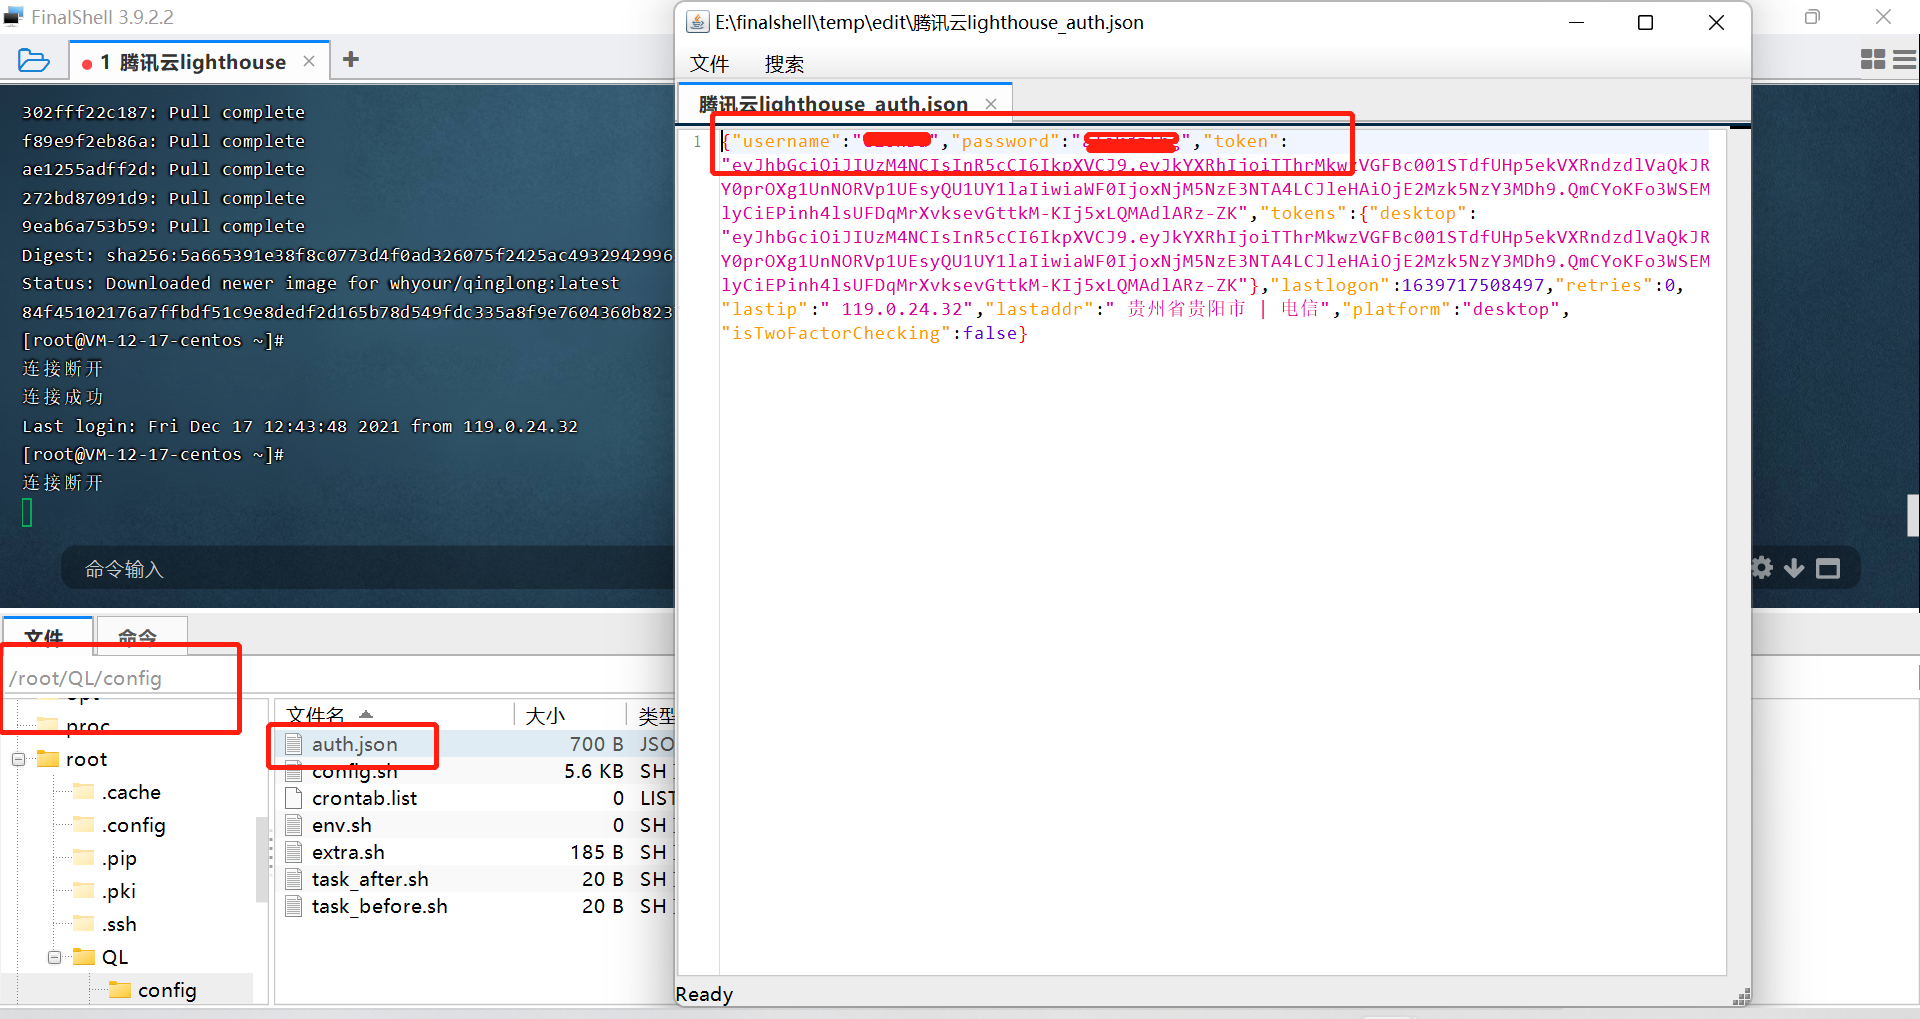 FinalShell 3.9.2.2
1 腾讯云lighthouse
302fff22c187: Pull complete
f89e9f2eb86a: Pull complete
ae1255adff2d: Pull complete
272bd87091d9: Pull complete
9eab6a753b59: Pull complete
Digest: sha256:5a665391e38f8c0773d4f0ad326075f2425ac4932942996
Status: Downloaded newer image for whyour/qinglong:latest
84f45102176a7ffbdf51c9e8dedf2d165b78d549fdc335a8f9e7604360b823
[root@VM-12-17-centos ~]#
连接断开
连接成功
Last login: Fri Dec 17 12:43:48 2021 from 119.0.24.32
[root@VM-12-17-centos ~]#
连接断开
命令输入
文件 命令
/root/QL/config
opt
proc
root
.cache
.config
.pip
.pki
.ssh
QL
config
文件名 大小 类型
auth.json 700 B JSO
config.sh 5.6 KB SH
crontab.list 0 LIST
env.sh 0 SH
extra.sh 185 B SH
task_after.sh 20 B SH
task_before.sh 20 B SH
E:\finalshell\temp\edit\腾讯云lighthouse_auth.json
文件 搜索
腾讯云lighthouse_auth.json
1
{"username":" ","password":" ","token":
"eyJhbGciOiJIUzM4NCIsInR5cCI6IkpXVCJ9.eyJkYXRhIjoiTThrMkwzVGFBc001STdfUHp5ekVXRndzdlVaQkJR
Y0prOXg1UnNORVp1UEsyQU1UY1laIiwiaWF0IjoxNjM5NzE3NTA4LCJleHAiOjE2Mzk5NzY3MDh9.QmCYoKFo3WSEM
lyCiEPinh4lsUFDqMrXvksevGttkM-KIj5xLQMAdlARz-ZK","tokens":{"desktop":
"eyJhbGciOiJIUzM4NCIsInR5cCI6IkpXVCJ9.eyJkYXRhIjoiTThrMkwzVGFBc001STdfUHp5ekVXRndzdlVaQkJR
Y0prOXg1UnNORVp1UEsyQU1UY1laIiwiaWF0IjoxNjM5NzE3NTA4LCJleHAiOjE2Mzk5NzY3MDh9.QmCYoKFo3WSEM
lyCiEPinh4lsUFDqMrXvksevGttkM-KIj5xLQMAdlARz-ZK"},"lastlogon":1639717508497,"retries":0,
"lastip":" 119.0.24.32","lastaddr":" 贵州省贵阳市 | 电信","platform":"desktop",
"isTwoFactorChecking":false}
Ready